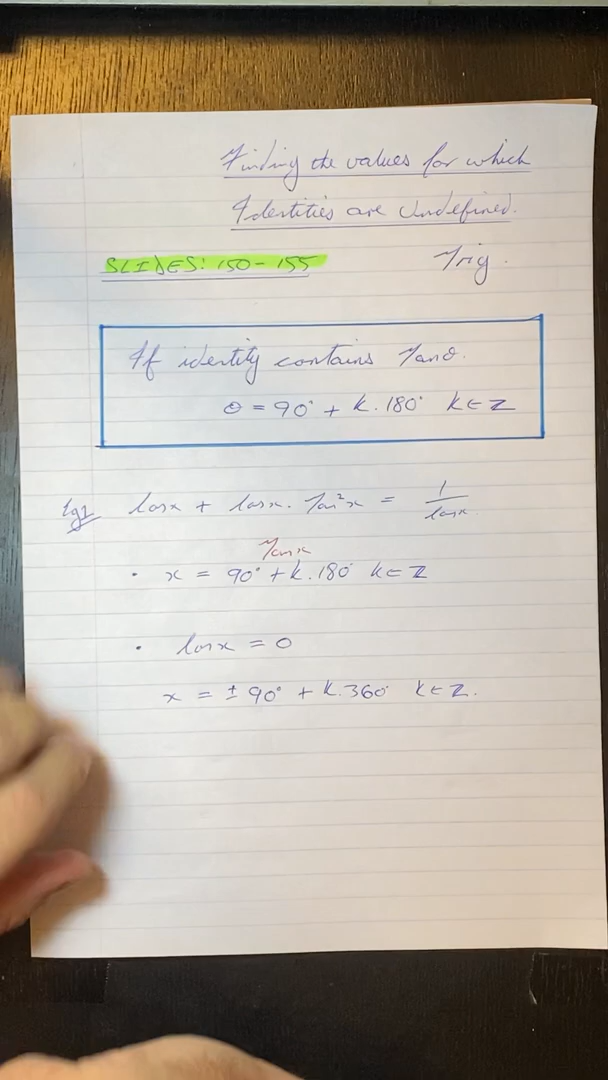 Finding the values for which
Identities are Undefined.
Trig.
SLIDES: 150-155
If identity contains Tanθ.
θ = 90° + k.180° k∈Z
Eg1 Cosx + Cosx. Tan²x = 1/Cosx
Tanx
• x = 90° + k.180° k∈Z
• Cosx = 0
x = ± 90° + k.360° k∈Z.